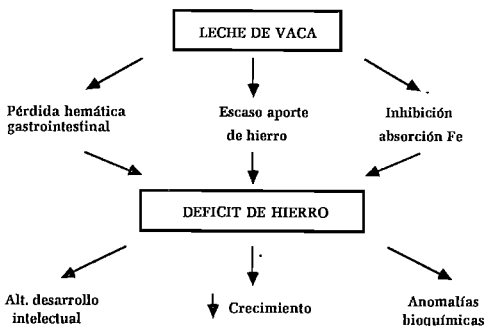 LECHE DE VACA
Pérdida hemática
gastrointestinal
Escaso aporte
de hierro
Inhibición
absorción Fe
DEFICIT DE HIERRO
Alt. desarrollo
intelectual
↓ Crecimiento
Anomalías
bioquímicas